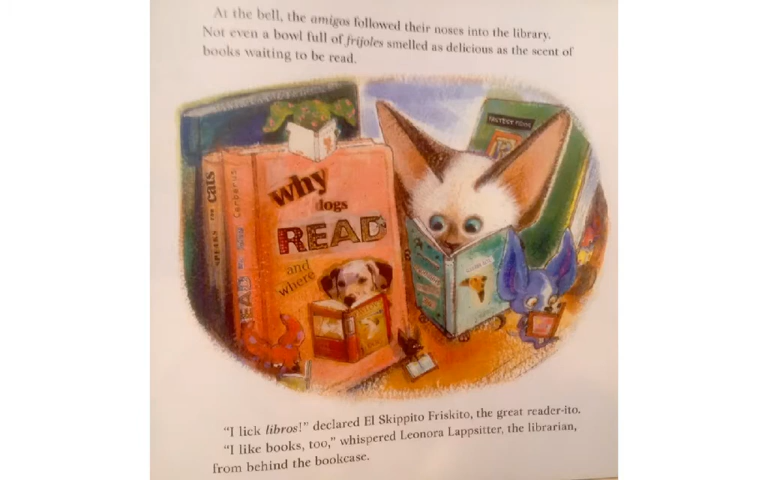 At the bell, the amigos followed their noses into the library.
Not even a bowl full of frijoles smelled as delicious as the scent of
books waiting to be read.
why
dogs
READ
and
where
cats
"I lick libros!" declared El Skippito Friskito, the great reader-ito.
"I like books, too," whispered Leonora Lappsitter, the librarian,
from behind the bookcase.